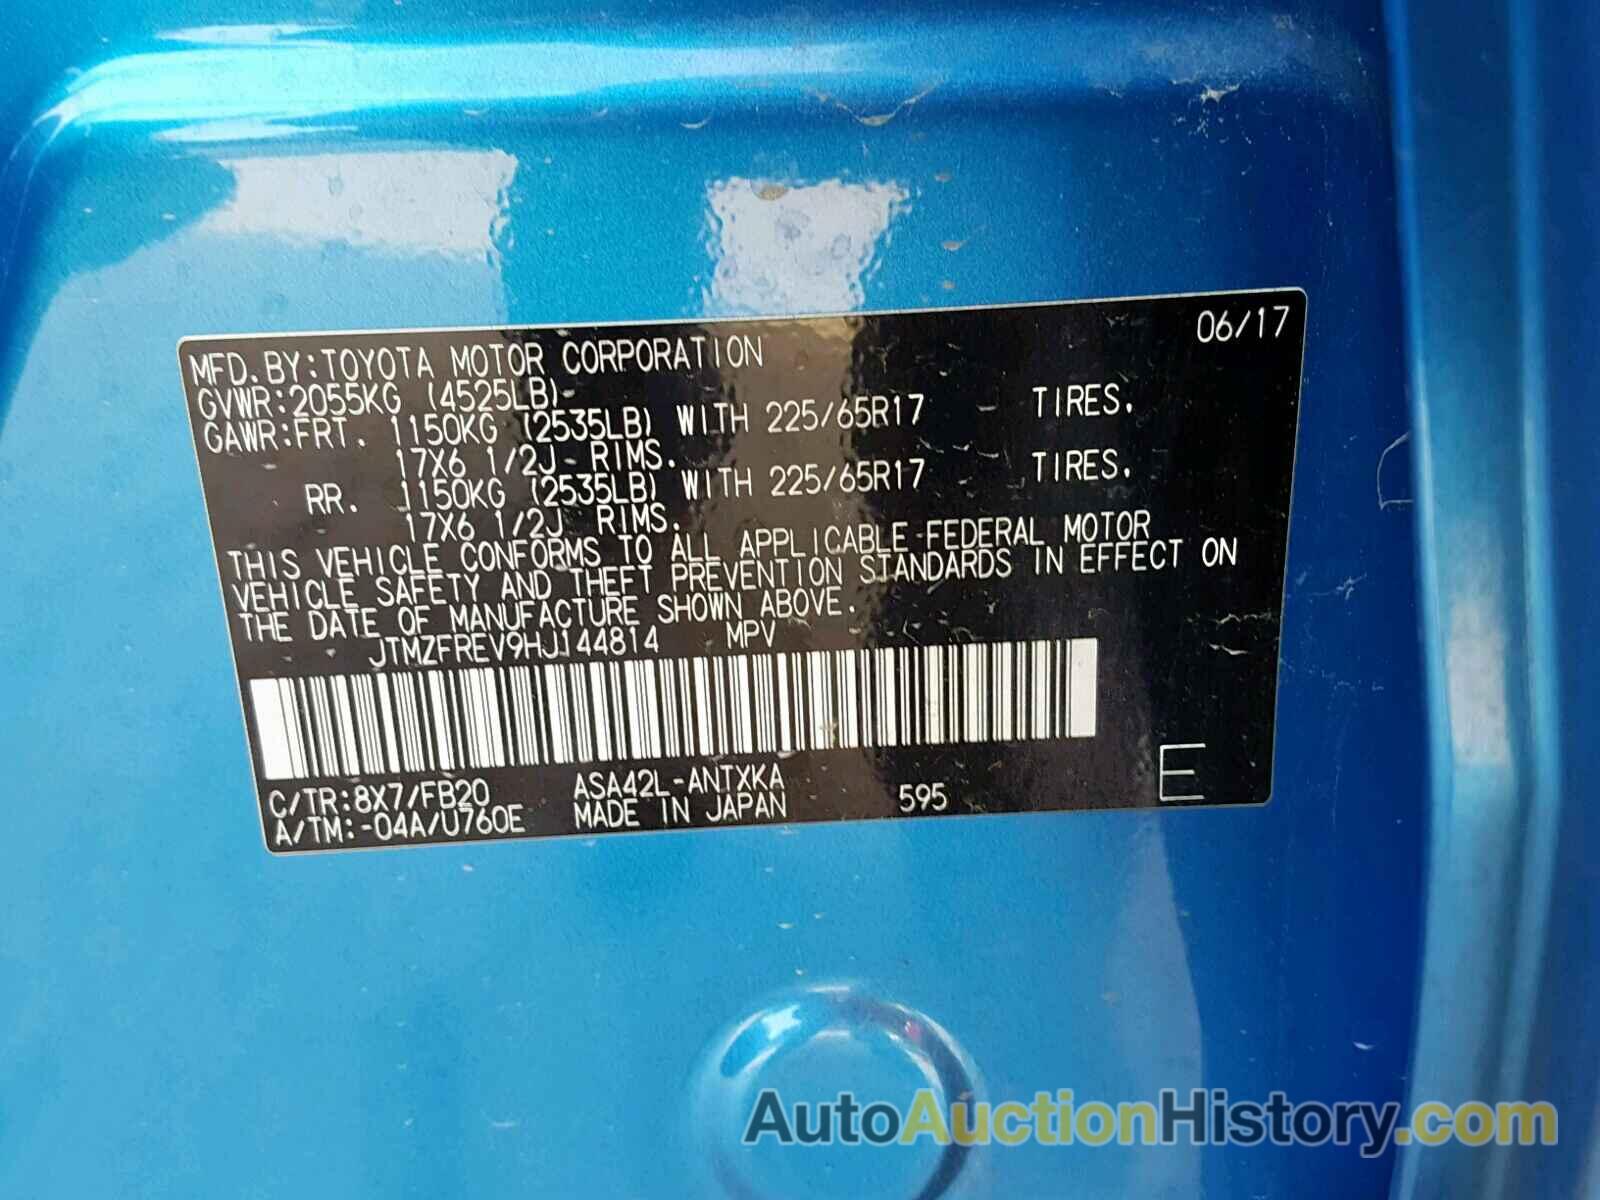 06/17
MFD.BY:TOYOTA MOTOR CORPORATION
GVWR:2055KG (4525LB)
GAWR:FRT. 1150KG (2535LB) WITH 225/65R17 TIRES.
17X6 1/2J RIMS.
RR. 1150KG (2535LB) WITH 225/65R17 TIRES.
17X6 1/2J RIMS.
THIS VEHICLE CONFORMS TO ALL APPLICABLE FEDERAL MOTOR
VEHICLE SAFETY AND THEFT PREVENTION STANDARDS IN EFFECT ON
THE DATE OF MANUFACTURE SHOWN ABOVE.
JTMZFREV9HJ144814 MPV
C/TR:8X7/FB20 ASA42L-ANTXKA
A/TM:-04A/U760E MADE IN JAPAN 595 E
AutoAuctionHistory.com